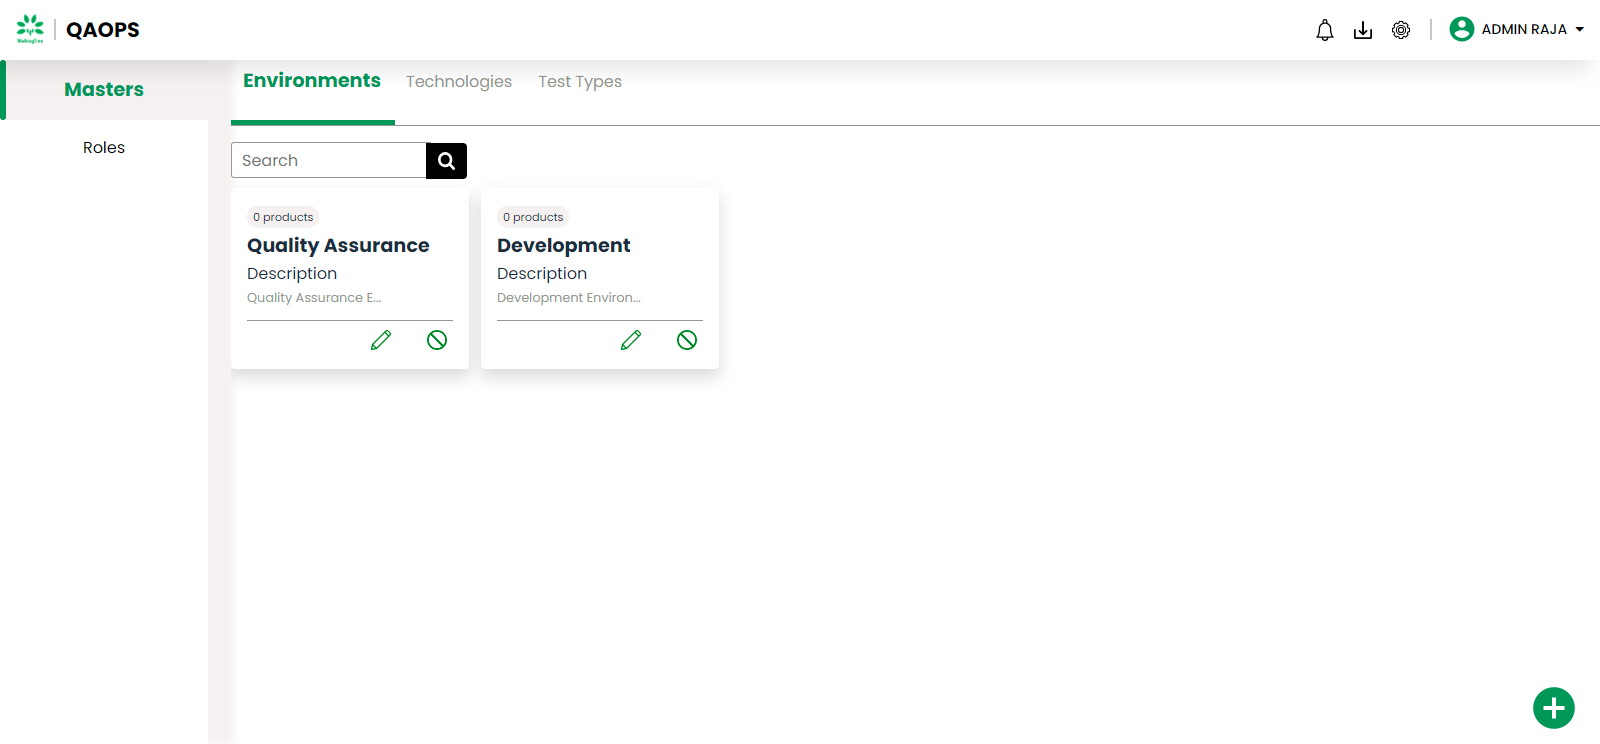 WalkingTree
QAOPS
ADMIN RAJA
Masters
Roles
Environments
Technologies
Test Types
Search
0 products
Quality Assurance
Description
Quality Assurance E...
0 products
Development
Description
Development Environ...